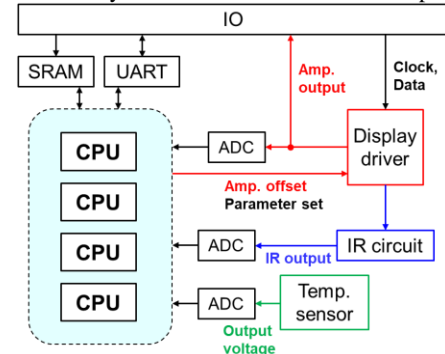 IO
SRAM
UART
Amp.
output
Clock,
Data
CPU
ADC
Display
driver
Amp. offset
Parameter set
CPU
CPU
ADC
IR output
IR circuit
CPU
ADC
Temp.
sensor
Output
voltage